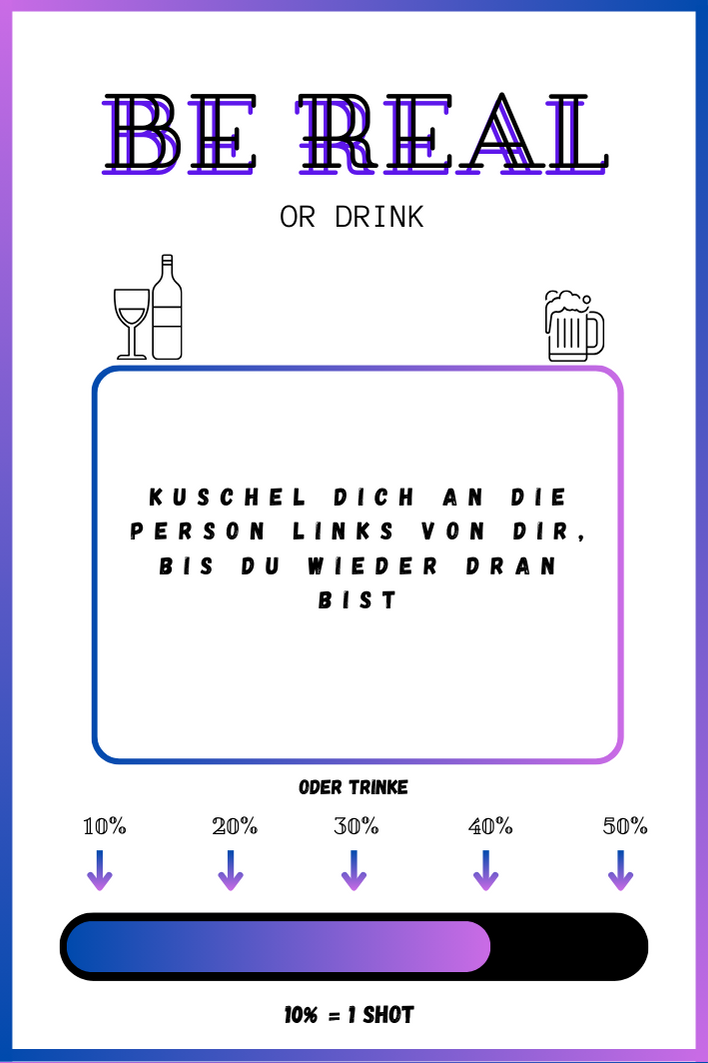 BE REAL
OR DRINK
KUSCHEL DICH AN DIE
PERSON LINKS VON DIR,
BIS DU WIEDER DRAN
BIST
ODER TRINKE
10% 20% 30% 40% 50%
10% = 1 SHOT